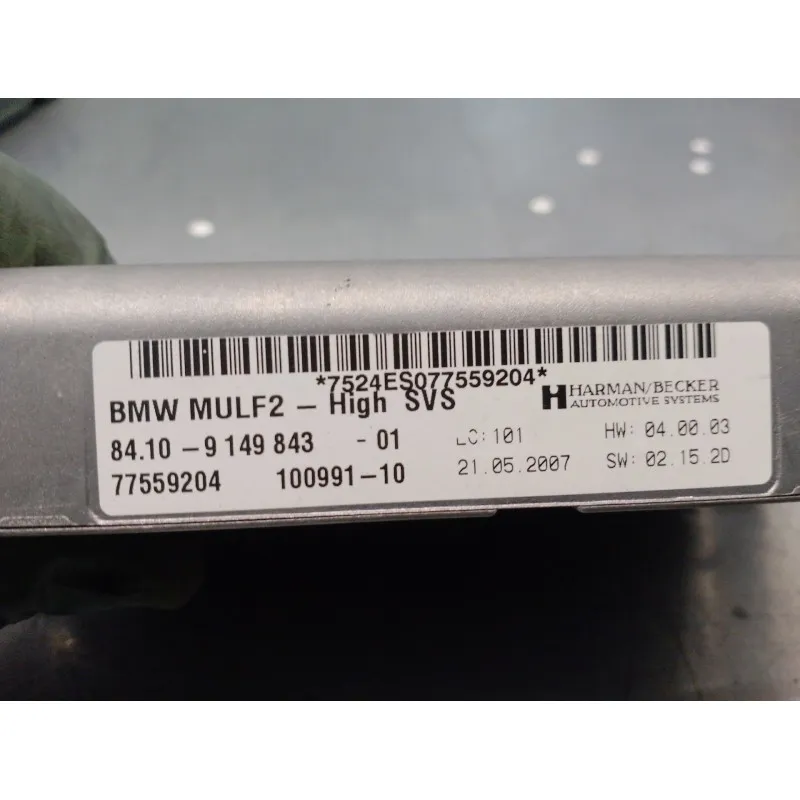 *7524ES077559204*
BMW MULF2 – High SVS
HARMAN/BECKER
AUTOMOTIVE SYSTEMS
84.10 – 9 149 843 - 01 LC: 101 HW: 04.00.03
77559204 100991–10 21.05.2007 SW: 02.15.2D